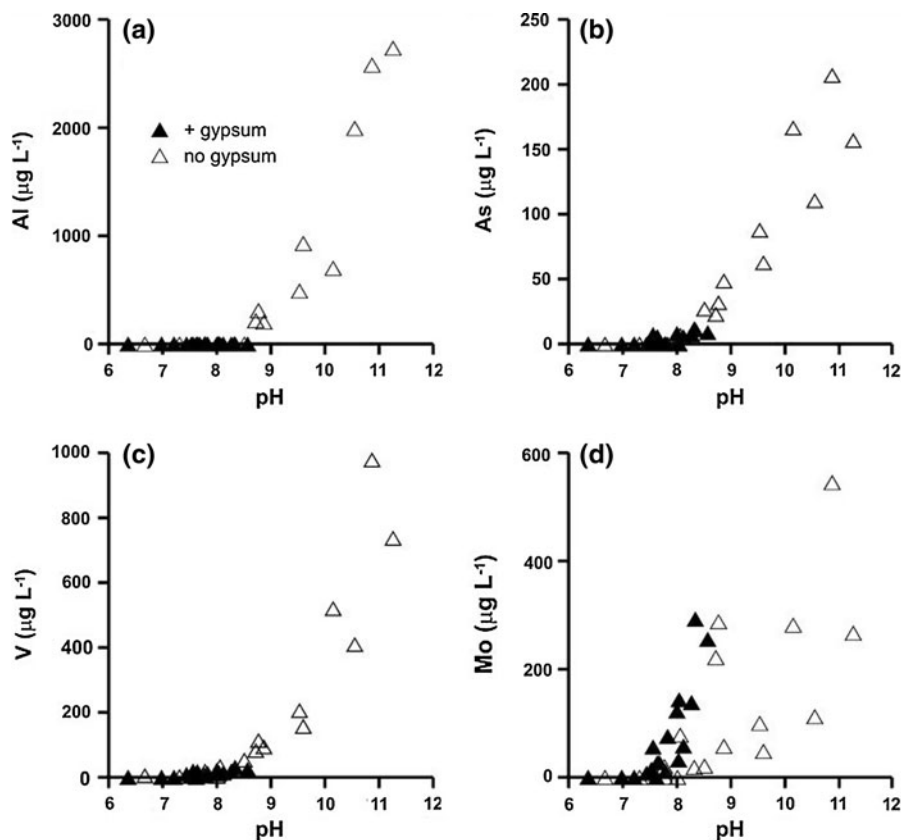 (a)
3000
2000
1000
0
Al (µg L-1)
▲ + gypsum
△ no gypsum
6 7 8 9 10 11 12
pH
(b)
250
200
150
100
50
0
As (µg L-1)
6 7 8 9 10 11 12
pH
(c)
1000
800
600
400
200
0
V (µg L-1)
6 7 8 9 10 11 12
pH
(d)
600
400
200
0
Mo (µg L-1)
6 7 8 9 10 11 12
pH